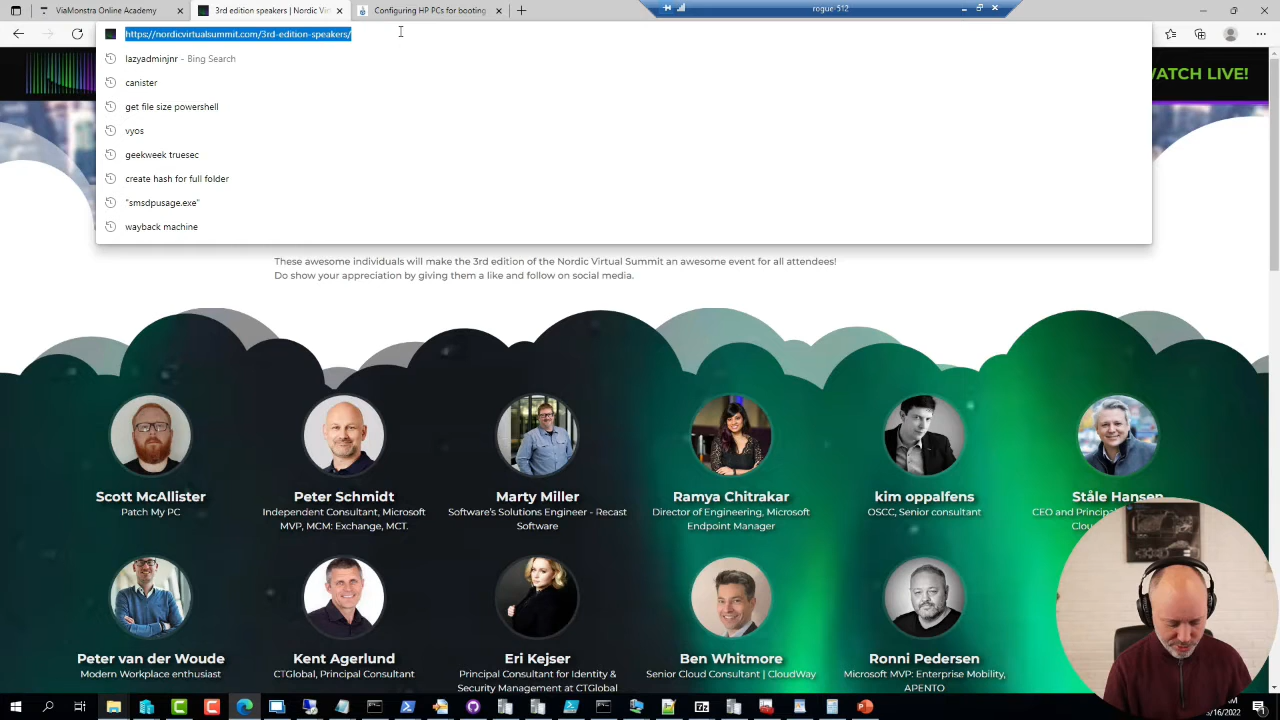 ViaMonstra Online Academy
3rd edition speakers | Nordic Vir
Configuring HP PCs for booting
rogue-512
https://nordicvirtualsummit.com/3rd-edition-speakers/
lazyadminjnr - Bing Search
canister
get file size powershell
vyos
geekweek truesec
create hash for full folder
"smsdpusage.exe"
wayback machine
WATCH LIVE!
These awesome individuals will make the 3rd edition of the Nordic Virtual Summit an awesome event for all attendees!
Do show your appreciation by giving them a like and follow on social media.
Scott McAllister
Patch My PC
Peter Schmidt
Independent Consultant, Microsoft
MVP, MCM: Exchange, MCT.
Marty Miller
Software's Solutions Engineer - Recast
Software
Ramya Chitrakar
Director of Engineering, Microsoft
Endpoint Manager
kim oppalfens
OSCC, Senior consultant
Ståle Hansen
CEO and Princip
Clou
Peter van der Woude
Modern Workplace enthusiast
Kent Agerlund
CTGlobal, Principal Consultant
Eri Kejser
Principal Consultant for Identity &
Security Management at CTGlobal
Ben Whitmore
Senior Cloud Consultant | CloudWay
Ronni Pedersen
Microsoft MVP: Enterprise Mobility,
APENTO
AM
/16/2022